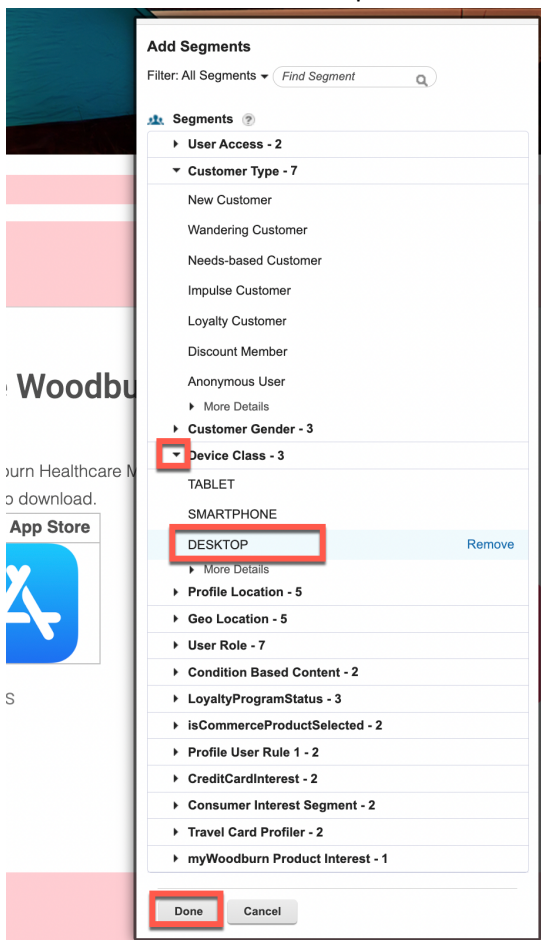 Add Segments
Filter: All Segments Find Segment
Segments ?
User Access - 2
Customer Type - 7
New Customer
Wandering Customer
Needs-based Customer
Impulse Customer
Loyalty Customer
Discount Member
Anonymous User
More Details
Customer Gender - 3
Device Class - 3
TABLET
SMARTPHONE
DESKTOP Remove
More Details
Profile Location - 5
Geo Location - 5
User Role - 7
Condition Based Content - 2
LoyaltyProgramStatus - 3
isCommerceProductSelected - 2
Profile User Rule 1 - 2
CreditCardInterest - 2
Consumer Interest Segment - 2
Travel Card Profiler - 2
myWoodburn Product Interest - 1
Done Cancel
Woodbu
ourn Healthcare M
o download.
App Store
S